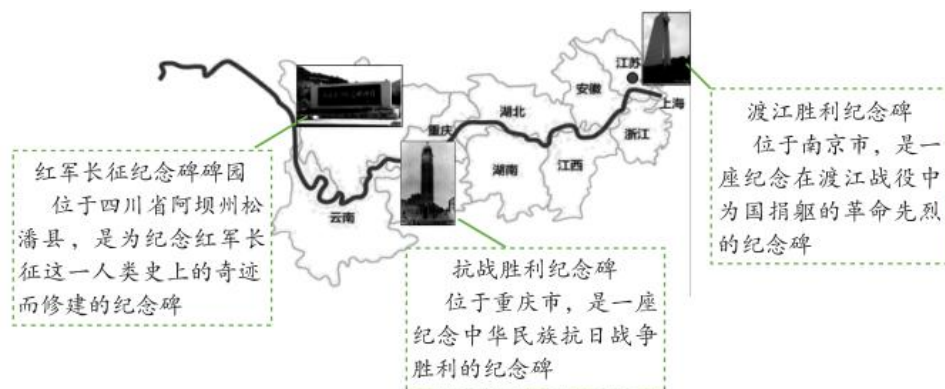 江苏
安徽
上海
湖北
重庆
浙江
湖南
江西
云南
红军长征纪念碑碑园
位于四川省阿坝州松
潘县，是为纪念红军长
征这一人类史上的奇迹
而修建的纪念碑
抗战胜利纪念碑
位于重庆市，是一座
纪念中华民族抗日战争
胜利的纪念碑
渡江胜利纪念碑
位于南京市，是一
座纪念在渡江战役中
为国捐躯的革命先烈
的纪念碑